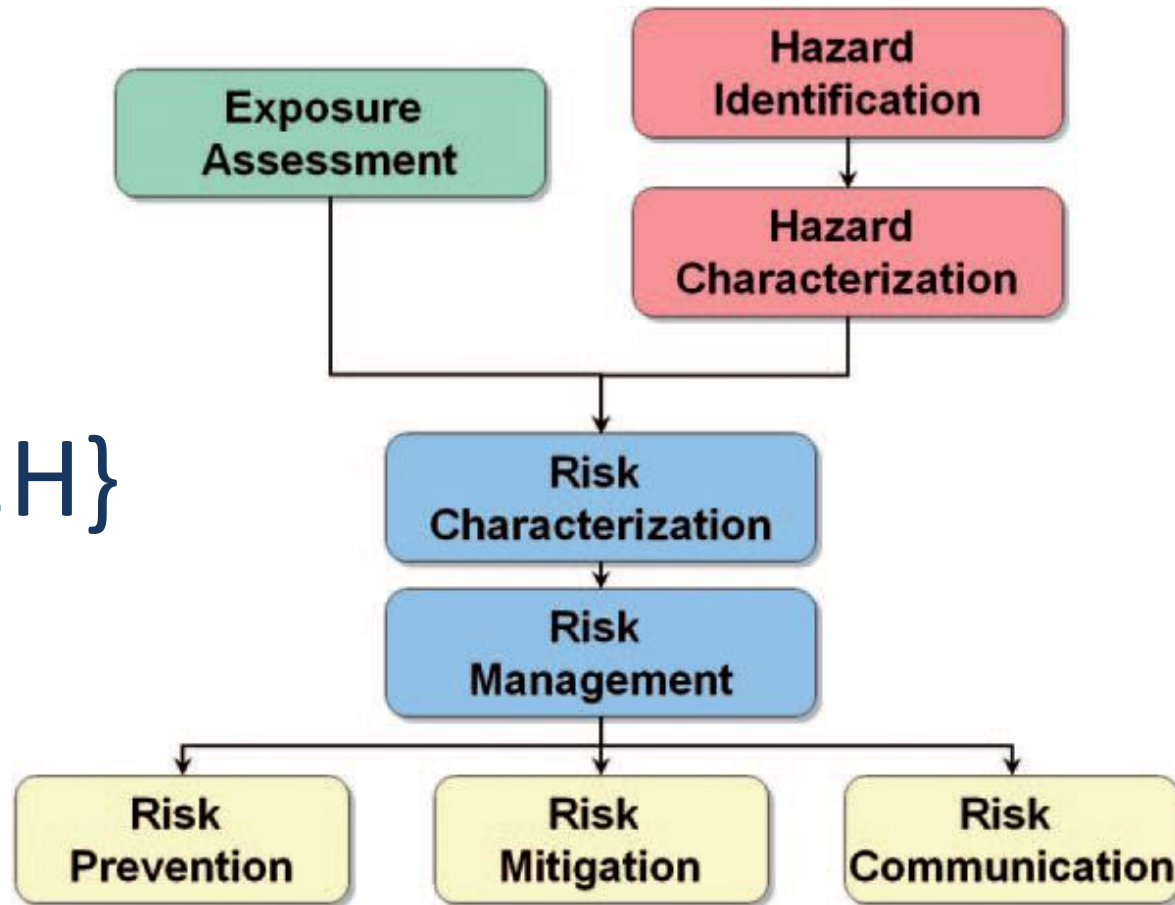 Hazard
Identification
Exposure
Assessment
Hazard
Characterization
H}
Risk
Characterization
Risk
Management
Risk
Prevention
Risk
Mitigation
Risk
Communication